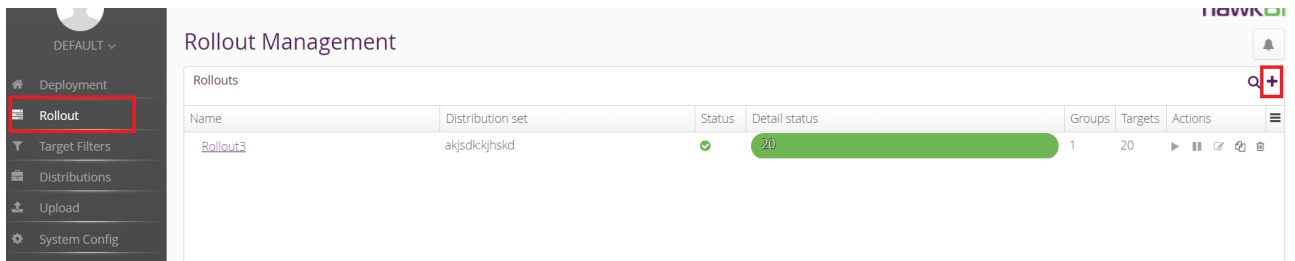 DEFAULT
Rollout Management
Deployment
Rollout
Target Filters
Distributions
Upload
System Config
Rollouts
Name Distribution set Status Detail status Groups Targets Actions
Rollout3 akjsdk:kjhskd 20 1 20